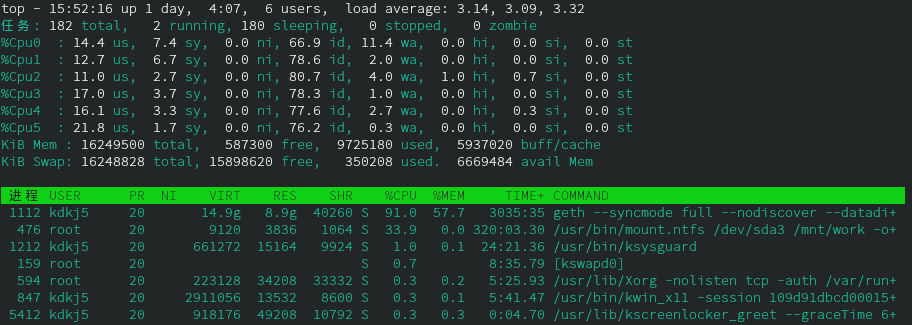 top - 15:52:16 up 1 day,  4:07,  6 users,  load average: 3.14, 3.09, 3.32
任务: 182 total,   2 running, 180 sleeping,   0 stopped,   0 zombie
%Cpu0  : 14.4 us,  7.4 sy,  0.0 ni, 66.9 id, 11.4 wa,  0.0 hi,  0.0 si,  0.0 st
%Cpu1  : 12.7 us,  6.7 sy,  0.0 ni, 78.6 id,  2.0 wa,  0.0 hi,  0.0 si,  0.0 st
%Cpu2  : 11.0 us,  2.7 sy,  0.0 ni, 80.7 id,  4.0 wa,  1.0 hi,  0.7 si,  0.0 st
%Cpu3  : 17.0 us,  3.7 sy,  0.0 ni, 78.3 id,  1.0 wa,  0.0 hi,  0.0 si,  0.0 st
%Cpu4  : 16.1 us,  3.3 sy,  0.0 ni, 77.6 id,  2.7 wa,  0.0 hi,  0.3 si,  0.0 st
%Cpu5  : 21.8 us,  1.7 sy,  0.0 ni, 76.2 id,  0.3 wa,  0.0 hi,  0.0 si,  0.0 st
KiB Mem : 16249500 total,   587300 free,  9725180 used,  5937020 buff/cache
KiB Swap: 16248828 total, 15898620 free,   350208 used.  6669484 avail Mem
进程 USER      PR  NI    VIRT    RES    SHR   %CPU  %MEM     TIME+ COMMAND
1112 kdkj5     20        14.9g   8.9g  40260 S  91.0  57.7   3035:35 geth --syncmode full --nodiscover --datadi+
476 root      20         9120   3836   1064 S  33.9   0.0 320:03.30 /usr/bin/mount.ntfs /dev/sda3 /mnt/work -o+
1212 kdkj5     20       661272  15164   9924 S   1.0   0.1  24:21.36 /usr/bin/ksysguard
159 root      20                            S   0.7         8:35.79 [kswapd0]
594 root      20       223128  34208  33332 S   0.3   0.2   5:25.93 /usr/lib/Xorg -nolisten tcp -auth /var/run+
847 kdkj5     20      2911056  13532   8600 S   0.3   0.1   5:41.47 /usr/bin/kwin_x11 -session 109d91dbcd00015+
5412 kdkj5     20       918176  49208  10792 S   0.3   0.3   0:04.70 /usr/lib/kscreenlocker_greet --graceTime 6+